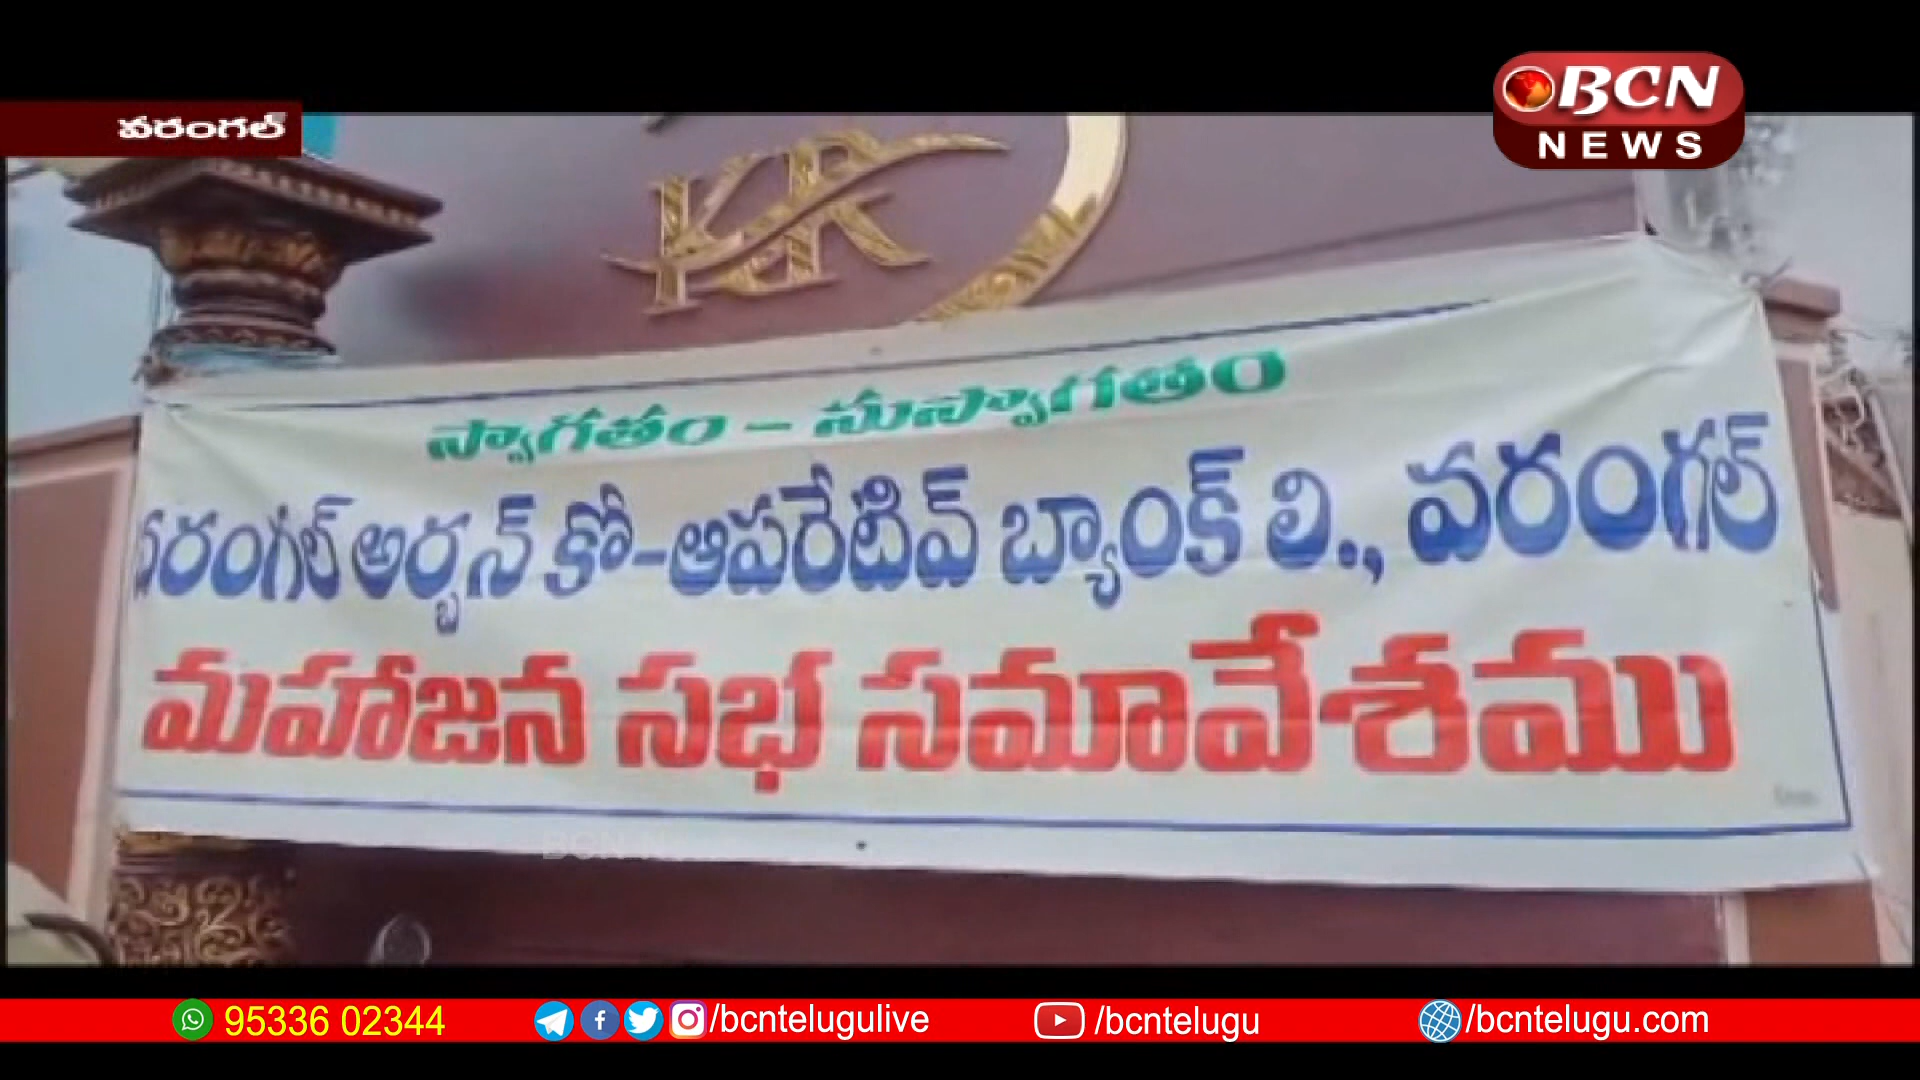 BCN
NEWS
వరంగల్
KR
స్వాగతం - సుస్వాగతం
వరంగల్ అర్బన్ కో-ఆపరేటివ్ బ్యాంక్ లి., వరంగల్
మహాజన సభ సమావేశము
95336 02344 /bcntelugulive /bcntelugu /bcntelugu.com